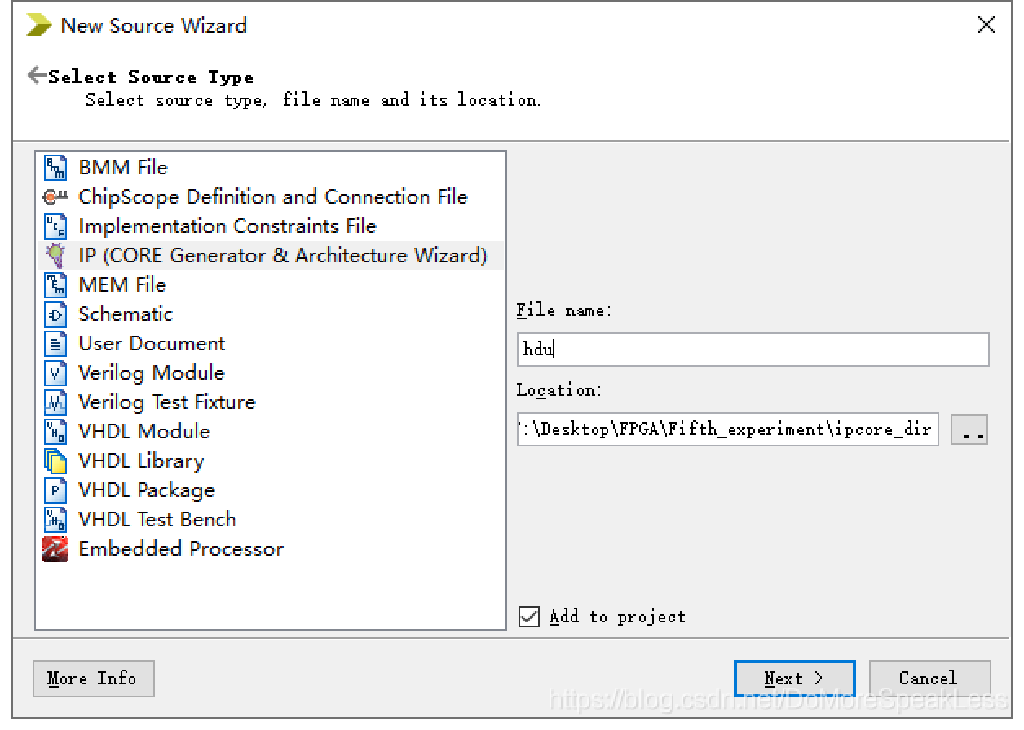 New Source Wizard
Select Source Type
Select source type, file name and its location.
BMM File
ChipScope Definition and Connection File
Implementation Constraints File
IP (CORE Generator & Architecture Wizard)
MEM File
Schematic
User Document
Verilog Module
Verilog Test Fixture
VHDL Module
VHDL Library
VHDL Package
VHDL Test Bench
Embedded Processor
File name:
hdu
Location:
:\Desktop\FPGA\Fifth_experiment\ipcore_dir
..
Add to project
More Info
Next >
Cancel
https://blog.csdn.net/DoMoreSpeakLess